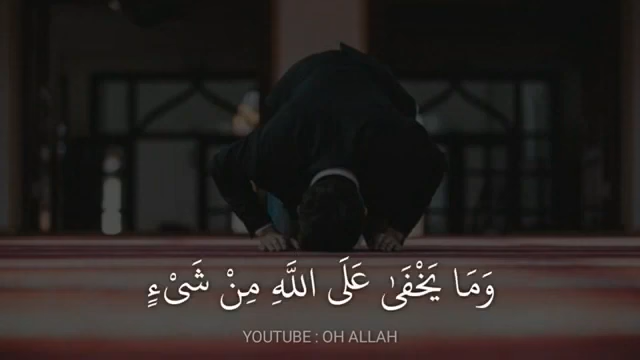 وَمَا يَخْفَىٰ عَلَى اللَّهِ مِنْ شَىْءٍ
YOUTUBE : OH ALLAH